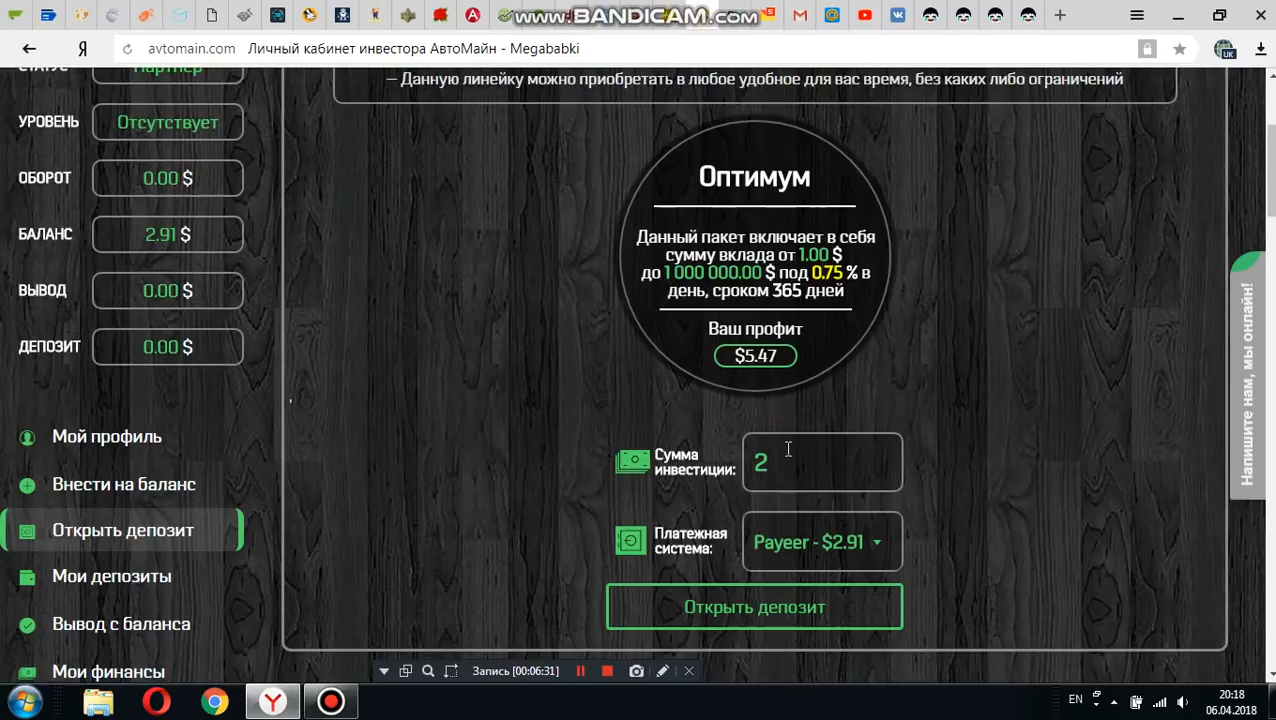 www.BANDICAM.com
avtomain.com Личный кабинет инвестора АвтоМайн - Megababki
UK
СТАТУС Партнер
— Данную линейку можно приобретать в любое удобное для вас время, без каких либо ограничений
УРОВЕНЬ Отсутствует
ОБОРОТ 0.00 $
БАЛАНС 2.91 $
ВЫВОД 0.00 $
ДЕПОЗИТ 0.00 $
Оптимум
Данный пакет включает в себя
сумму вклада от 1.00 $
до 1 000 000.00 $ под 0.75 % в
день, сроком 365 дней
Ваш профит
$5.47
Сумма
инвестиции:
2
Платежная
система:
Payeer - $2.91
Открыть депозит
Мой профиль
Внести на баланс
Открыть депозит
Мои депозиты
Вывод с баланса
Мои финансы
Напишите нам, мы онлайн!
Запись [00:06:31]
EN
20:18
06.04.2018